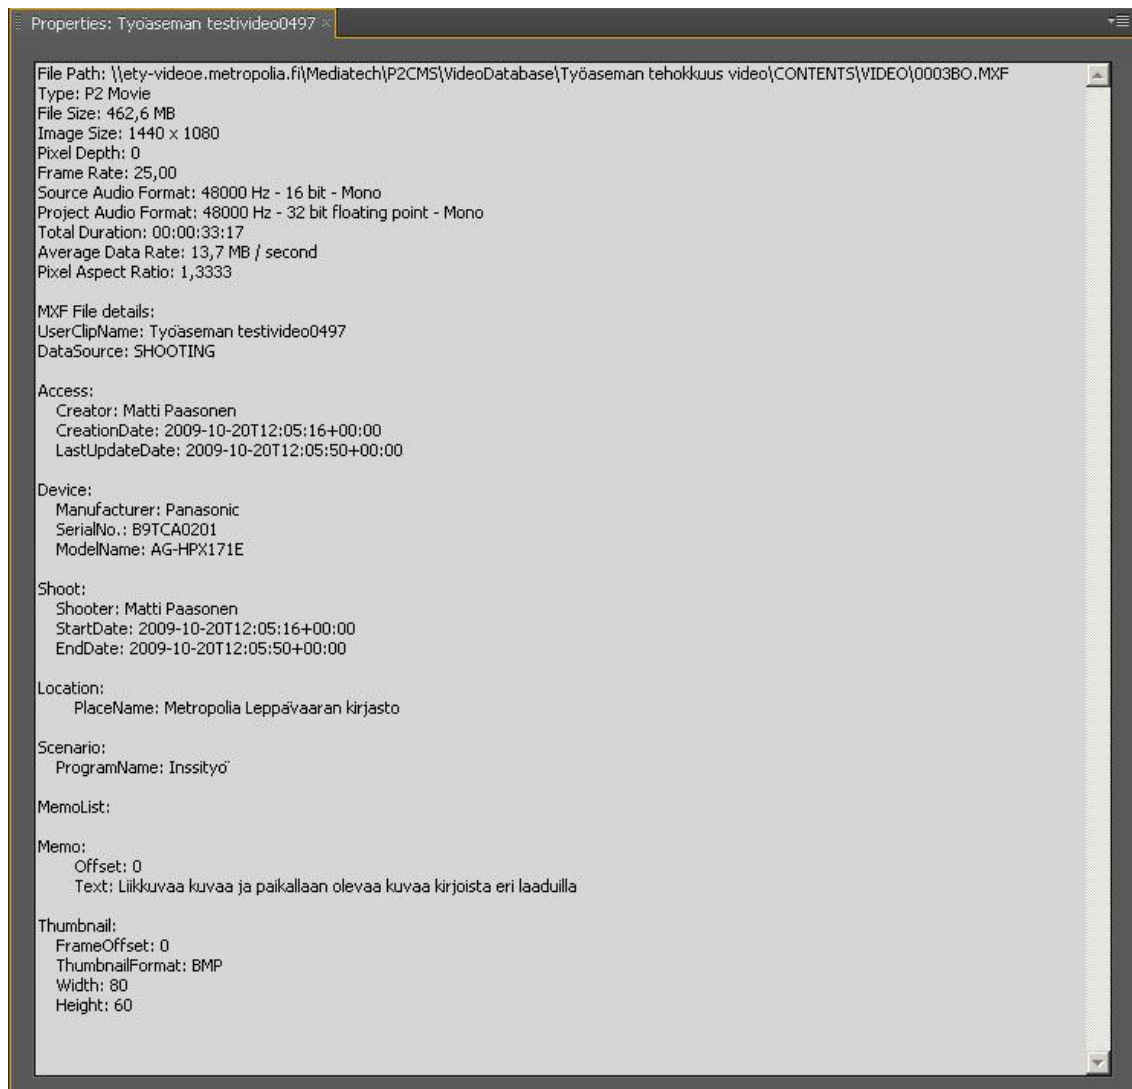 Properties: Työaseman testivideo0497
File Path: \\ety-videoe.metropolia.fi\Mediatech\P2CMS\VideoDatabase\Työaseman tehokkuus video\CONTENTS\VIDEO\0003BO.MXF
Type: P2 Movie
File Size: 462,6 MB
Image Size: 1440 x 1080
Pixel Depth: 0
Frame Rate: 25,00
Source Audio Format: 48000 Hz - 16 bit - Mono
Project Audio Format: 48000 Hz - 32 bit floating point - Mono
Total Duration: 00:00:33:17
Average Data Rate: 13,7 MB / second
Pixel Aspect Ratio: 1,3333
MXF File details:
UserClipName: Työaseman testivideo0497
DataSource: SHOOTING
Access:
Creator: Matti Paasonen
CreationDate: 2009-10-20T12:05:16+00:00
LastUpdateDate: 2009-10-20T12:05:50+00:00
Device:
Manufacturer: Panasonic
SerialNo.: B9TCA0201
ModelName: AG-HPX171E
Shoot:
Shooter: Matti Paasonen
StartDate: 2009-10-20T12:05:16+00:00
EndDate: 2009-10-20T12:05:50+00:00
Location:
PlaceName: Metropolia Leppävaaran kirjasto
Scenario:
ProgramName: Inssityö
MemoList:
Memo:
Offset: 0
Text: Liikkuvaa kuvaa ja paikallaan olevaa kuvaa kirjoista eri laaduilla
Thumbnail:
FrameOffset: 0
ThumbnailFormat: BMP
Width: 80
Height: 60